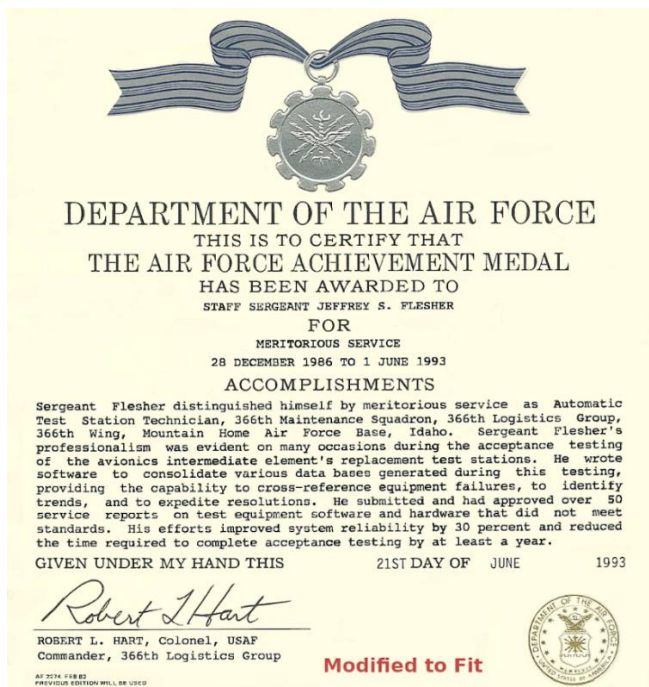 DEPARTMENT OF THE AIR FORCE
THIS IS TO CERTIFY THAT
THE AIR FORCE ACHIEVEMENT MEDAL
HAS BEEN AWARDED TO
STAFF SERGEANT JEFFREY S. FLESHER
FOR
MERITORIOUS SERVICE
28 DECEMBER 1986 TO 1 JUNE 1993
ACCOMPLISHMENTS
Sergeant Flesher distinguished himself by meritorious service as Automatic
Test Station Technician, 366th Maintenance Squadron, 366th Logistics Group,
366th Wing, Mountain Home Air Force Base, Idaho. Sergeant Flesher's
professionalism was evident on many occasions during the acceptance testing
of the avionics intermediate element's replacement test stations. He wrote
software to consolidate various data bases generated during this testing,
providing the capability to cross-reference equipment failures, to identify
trends, and to expedite resolutions. He submitted and had approved over 50
service reports on test equipment software and hardware that did not meet
standards. His efforts improved system reliability by 30 percent and reduced
the time required to complete acceptance testing by at least a year.
GIVEN UNDER MY HAND THIS 21ST DAY OF JUNE 1993
Robert L Hart
ROBERT L. HART, Colonel, USAF
Commander, 366th Logistics Group
Modified to Fit
DEPARTMENT OF THE AIR FORCE
UNITED STATES OF AMERICA
AF 2274, FEB 83
PREVIOUS EDITION WILL BE USED